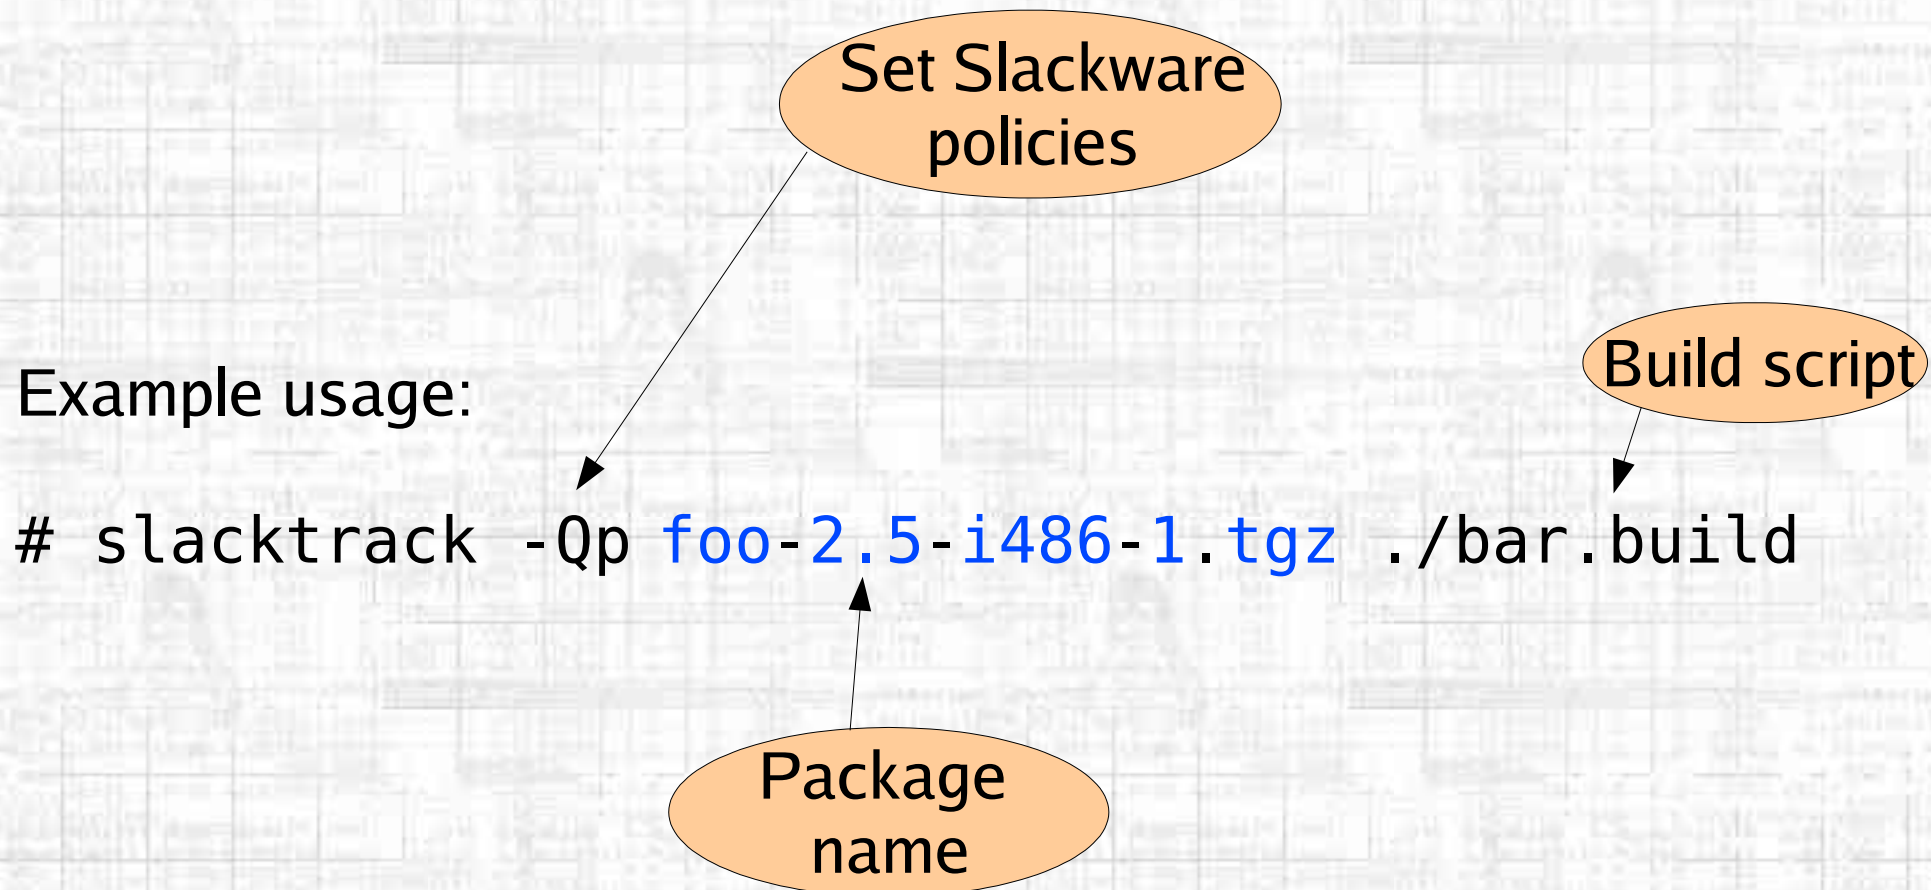 Set Slackware
policies
Build script
Example usage:
# slacktrack -Qp foo-2.5-i486-1.tgz ./bar.build
Package
name